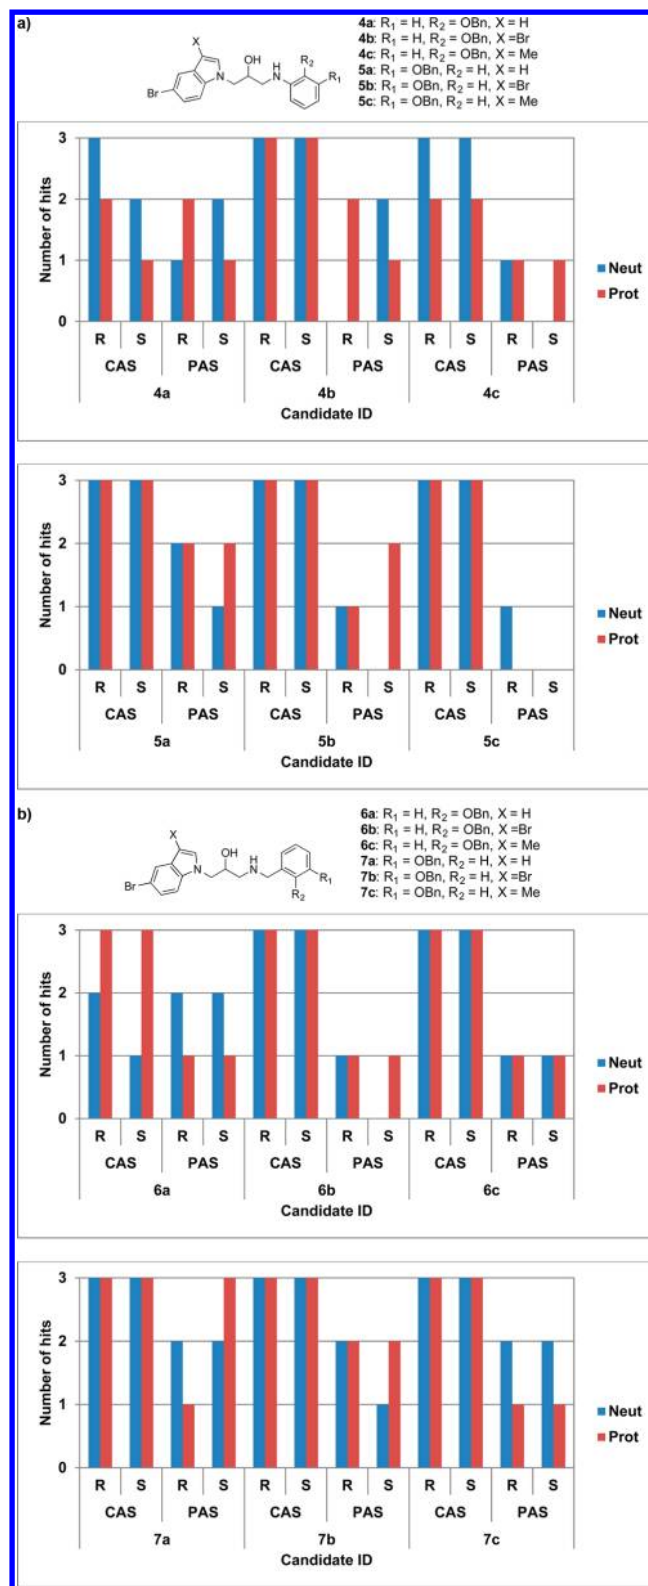 a)
4a: R1 = H, R2 = OBn, X = H
4b: R1 = H, R2 = OBn, X =Br
4c: R1 = H, R2 = OBn, X = Me
5a: R1 = OBn, R2 = H, X = H
5b: R1 = OBn, R2 = H, X =Br
5c: R1 = OBn, R2 = H, X = Me
X
OH
H
N
R2
R1
Br
N
Number of hits
3
2
1
0
R S R S R S R S R S R S
CAS PAS CAS PAS CAS PAS
4a 4b 4c
Candidate ID
Neut
Prot
Number of hits
3
2
1
0
R S R S R S R S R S R S
CAS PAS CAS PAS CAS PAS
5a 5b 5c
Candidate ID
Neut
Prot
b)
6a: R1 = H, R2 = OBn, X = H
6b: R1 = H, R2 = OBn, X =Br
6c: R1 = H, R2 = OBn, X = Me
7a: R1 = OBn, R2 = H, X = H
7b: R1 = OBn, R2 = H, X =Br
7c: R1 = OBn, R2 = H, X = Me
X
OH
H
N
R1
R2
Br
N
Number of hits
3
2
1
0
R S R S R S R S R S R S
CAS PAS CAS PAS CAS PAS
6a 6b 6c
Candidate ID
Neut
Prot
Number of hits
3
2
1
0
R S R S R S R S R S R S
CAS PAS CAS PAS CAS PAS
7a 7b 7c
Candidate ID
Neut
Prot